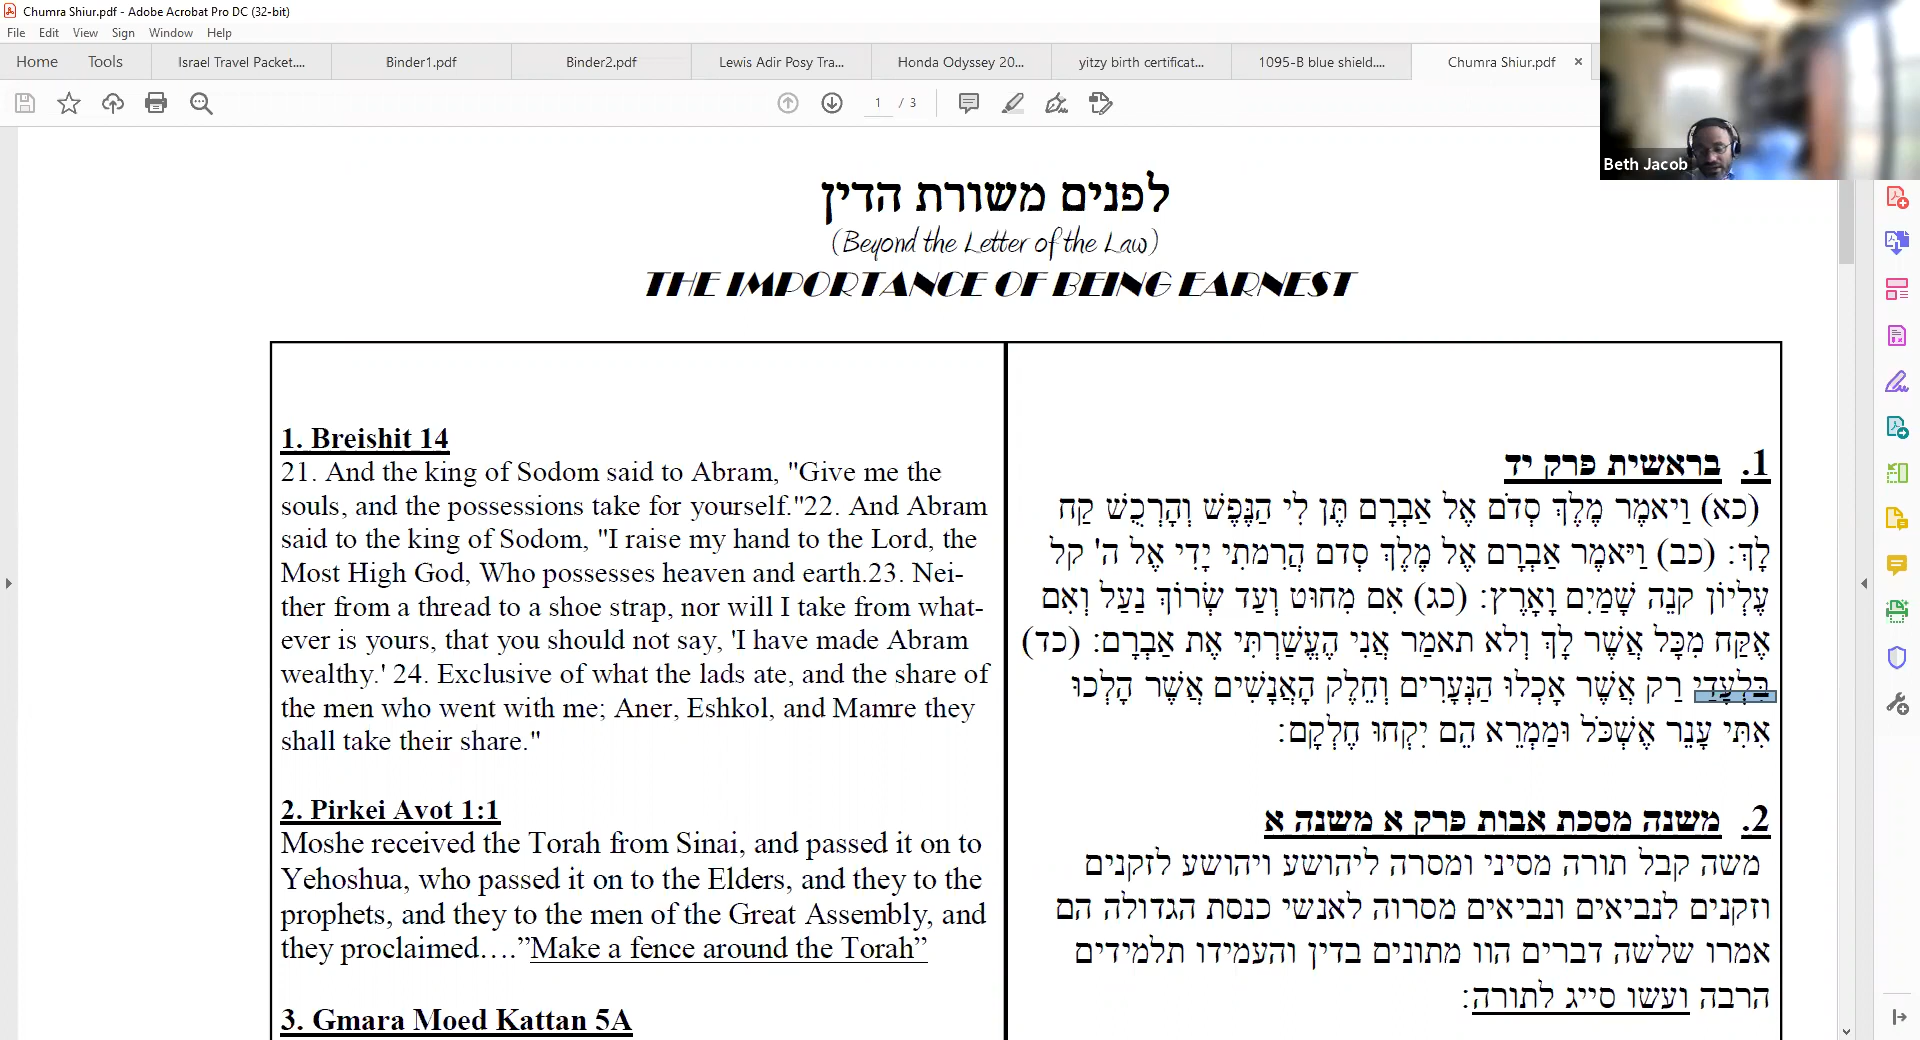 Chumra Shiur.pdf - Adobe Acrobat Pro DC (32-bit)
File Edit View Sign Window Help
Home Tools Israel Travel Packet.... Binder1.pdf Binder2.pdf Lewis Adir Posy Tra... Honda Odyssey 20... yitzy birth certificat... 1095-B blue shield.... Chumra Shiur.pdf ×
1 / 3
Beth Jacob
לפנים משורת הדין
(Beyond the Letter of the Law)
THE IMPORTANCE OF BEING EARNEST
1. Breishit 14
21. And the king of Sodom said to Abram, "Give me the
souls, and the possessions take for yourself."22. And Abram
said to the king of Sodom, "I raise my hand to the Lord, the
Most High God, Who possesses heaven and earth.23. Nei-
ther from a thread to a shoe strap, nor will I take from what-
ever is yours, that you should not say, 'I have made Abram
wealthy.' 24. Exclusive of what the lads ate, and the share of
the men who went with me; Aner, Eshkol, and Mamre they
shall take their share."
2. Pirkei Avot 1:1
Moshe received the Torah from Sinai, and passed it on to
Yehoshua, who passed it on to the Elders, and they to the
prophets, and they to the men of the Great Assembly, and
they proclaimed….”Make a fence around the Torah”
3. Gmara Moed Kattan 5A
1. בראשית פרק יד
(כא) וַיֹּאמֶר מֶלֶךְ סְדֹם אֶל אַבְרָם תֶּן לִי הַנֶּפֶשׁ וְהָרְכֻשׁ קַח
לָךְ: (כב) וַיֹּאמֶר אַבְרָם אֶל מֶלֶךְ סְדֹם הֲרִמֹתִי יָדִי אֶל ה' קל
עֶלְיוֹן קֹנֵה שָׁמַיִם וָאָרֶץ: (כג) אִם מִחוּט וְעַד שְׂרוֹךְ נַעַל וְאִם
אֶקַּח מִכָּל אֲשֶׁר לָךְ וְלֹא תֹאמַר אֲנִי הֶעֱשַׁרְתִּי אֶת אַבְרָם: (כד)
בִּלְעָדַי רַק אֲשֶׁר אָכְלוּ הַנְּעָרִים וְחֵלֶק הָאֲנָשִׁים אֲשֶׁר הָלְכוּ
אִתִּי עָנֵר אֶשְׁכֹּל וּמַמְרֵא הֵם יִקְחוּ חֶלְקָם:
2. משנה מסכת אבות פרק א משנה א
משה קבל תורה מסיני ומסרה ליהושע ויהושע לזקנים
וזקנים לנביאים ונביאים מסרוה לאנשי כנסת הגדולה הם
אמרו שלשה דברים הוו מתונים בדין והעמידו תלמידים
הרבה ועשו סייג לתורה: